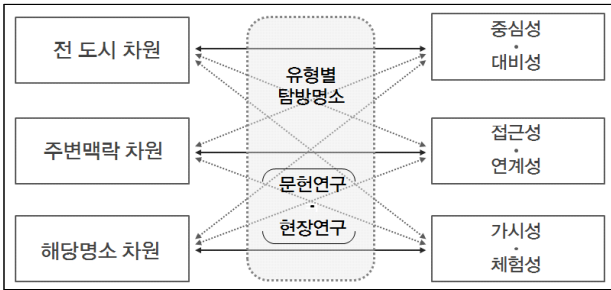 전 도시 차원
주변맥락 차원
해당명소 차원
유형별
탐방명소
문헌연구
-
현장연구
중심성
·
대비성
접근성
·
연계성
가시성
·
체험성